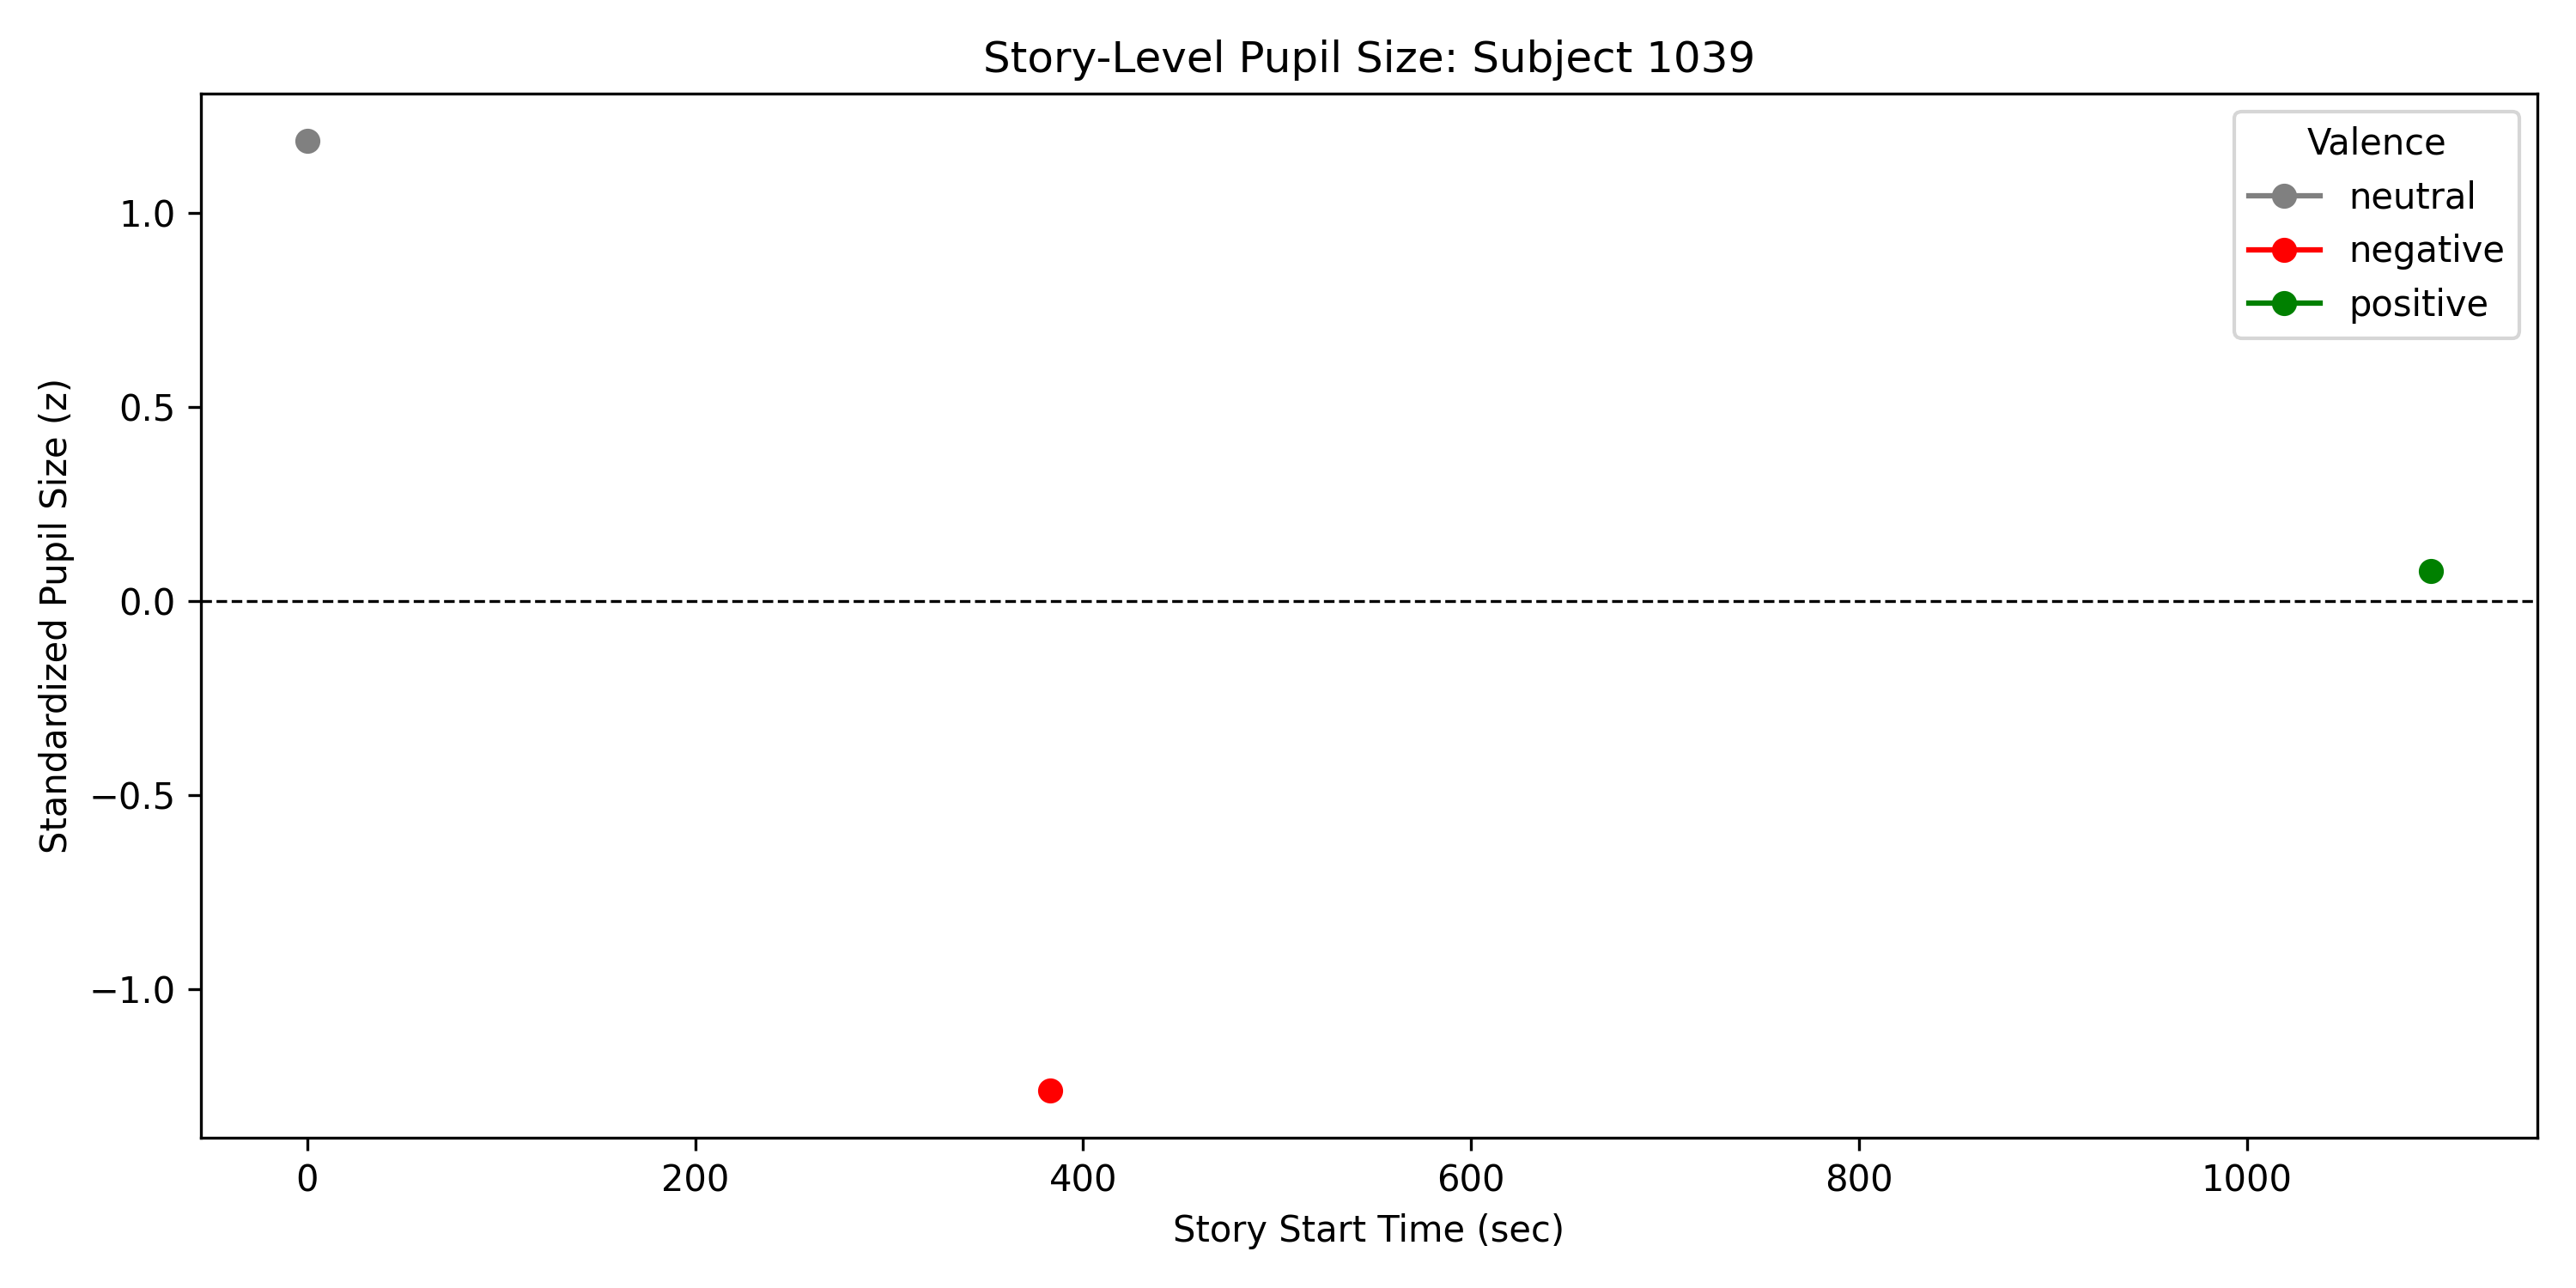 Story-Level Pupil Size: Subject 1039
Valence
neutral
negative
positive
Standardized Pupil Size (z)
1.0
0.5
0.0
−0.5
−1.0
0 200 400 600 800 1000
Story Start Time (sec)